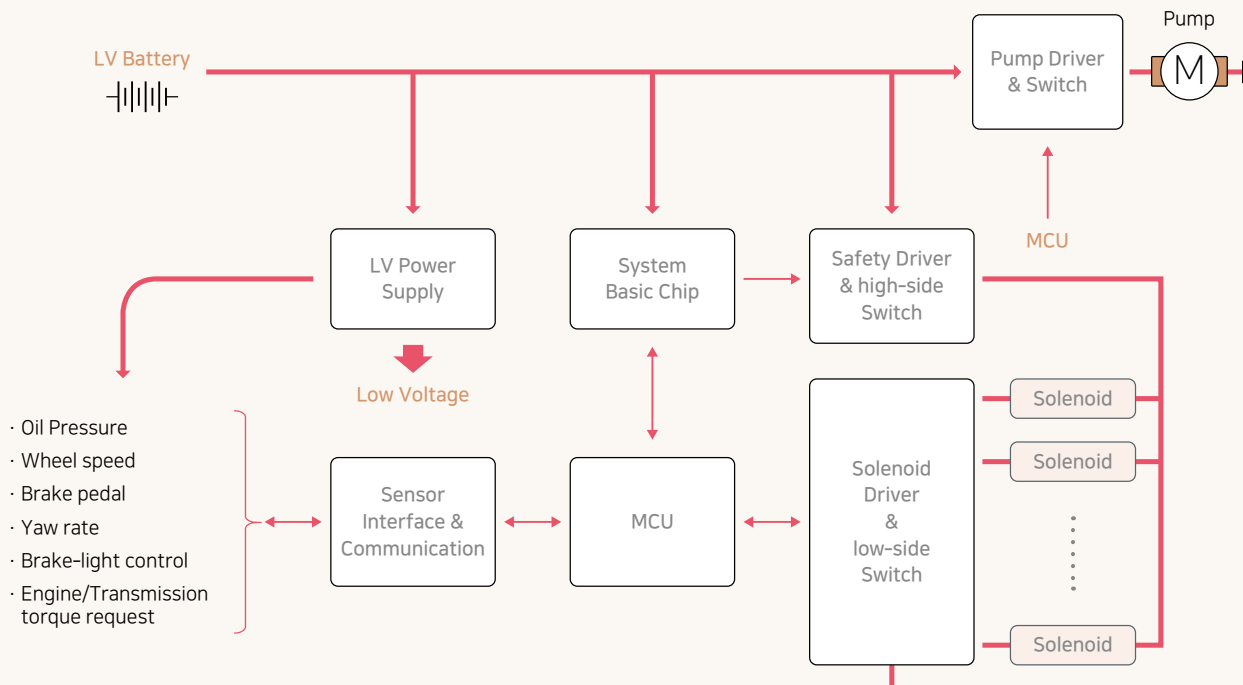 Pump
LV Battery
Pump Driver
& Switch
M
MCU
LV Power
Supply
System
Basic Chip
Safety Driver
& high-side
Switch
Low Voltage
Solenoid
Solenoid
Solenoid
· Oil Pressure
· Wheel speed
· Brake pedal
· Yaw rate
· Brake-light control
· Engine/Transmission
torque request
Sensor
Interface &
Communication
MCU
Solenoid
Driver
&
low-side
Switch